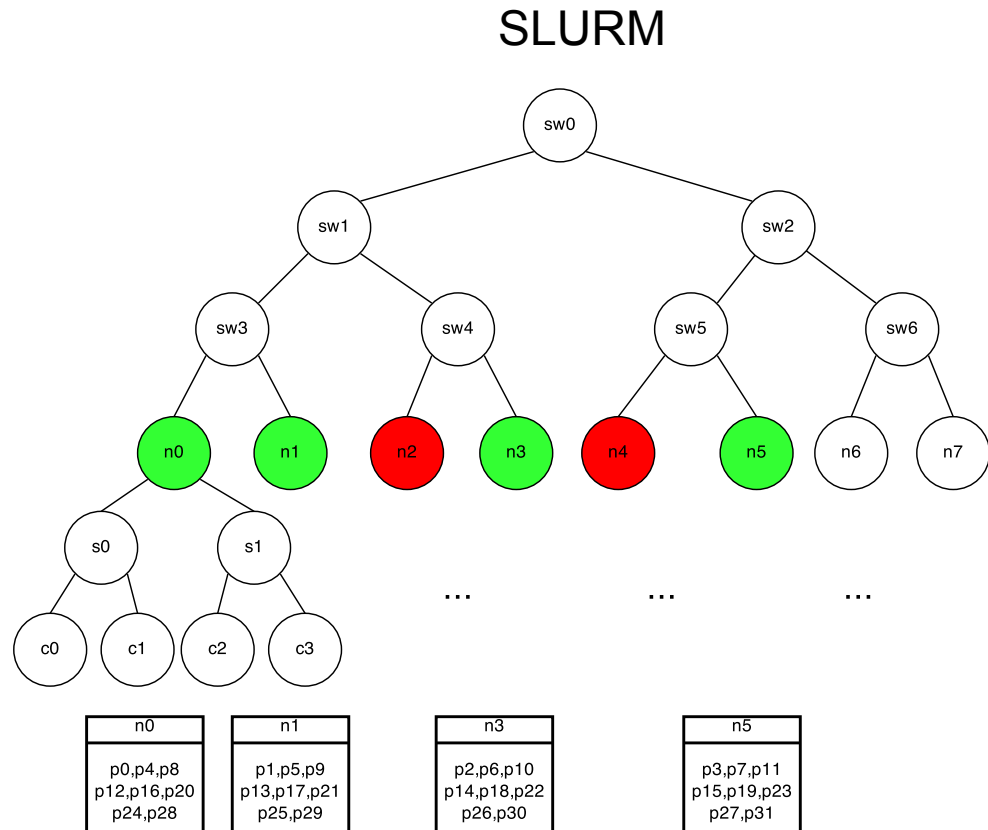 SLURM
sw0
sw1 sw2
sw3 sw4 sw5 sw6
n0 n1 n2 n3 n4 n5 n6 n7
s0 s1
... ... ...
c0 c1 c2 c3
n0
p0,p4,p8
p12,p16,p20
p24,p28
n1
p1,p5,p9
p13,p17,p21
p25,p29
n3
p2,p6,p10
p14,p18,p22
p26,p30
n5
p3,p7,p11
p15,p19,p23
p27,p31